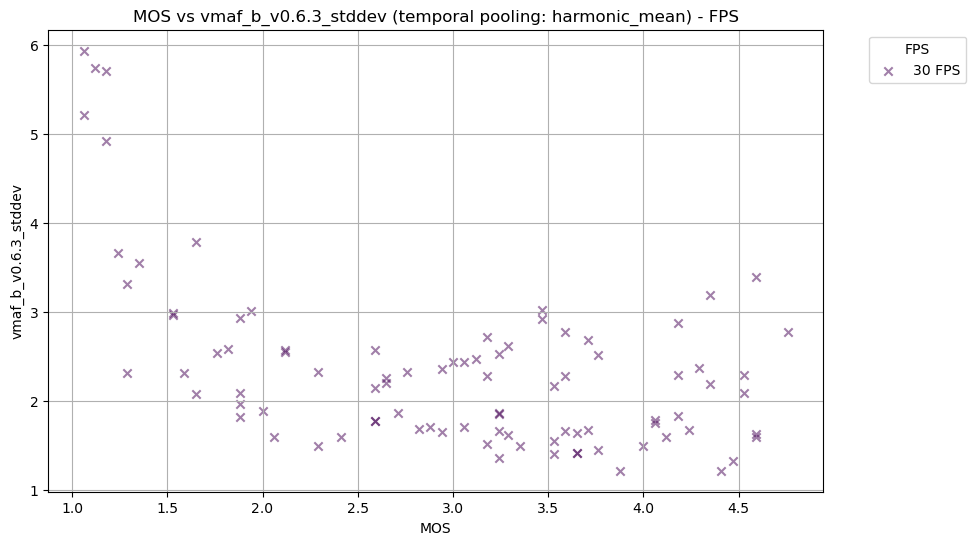 MOS vs vmaf_b_v0.6.3_stddev (temporal pooling: harmonic_mean) - FPS
FPS
30 FPS
vmaf_b_v0.6.3_stddev
6
5
4
3
2
1
1.0 1.5 2.0 2.5 3.0 3.5 4.0 4.5
MOS